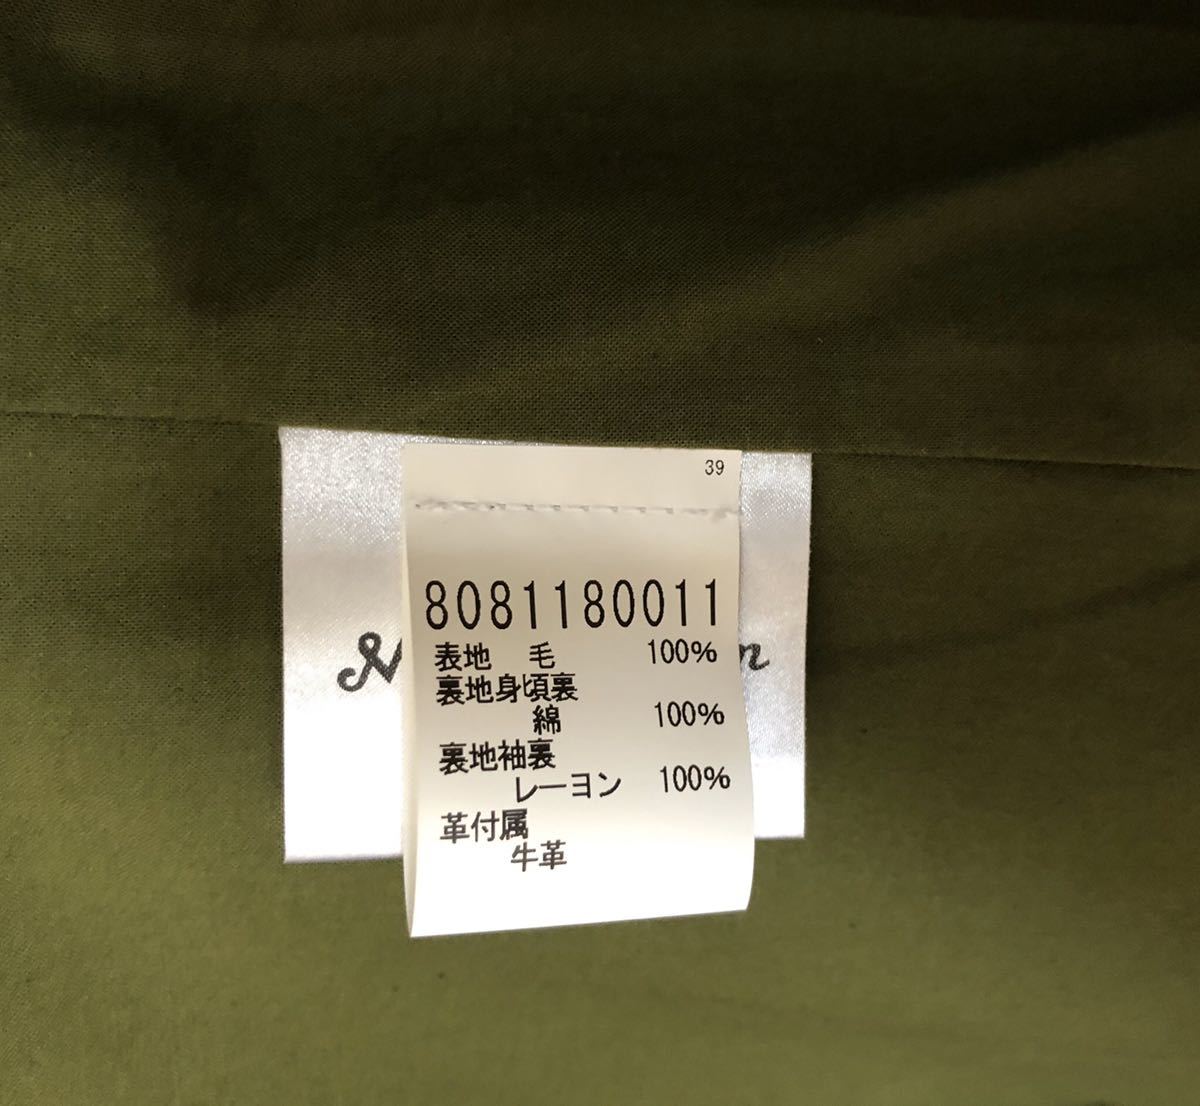 39
8081180011
表地 毛 100%
裏地身頃裏
綿 100%
裏地袖裏
レーヨン 100%
革付属
牛革